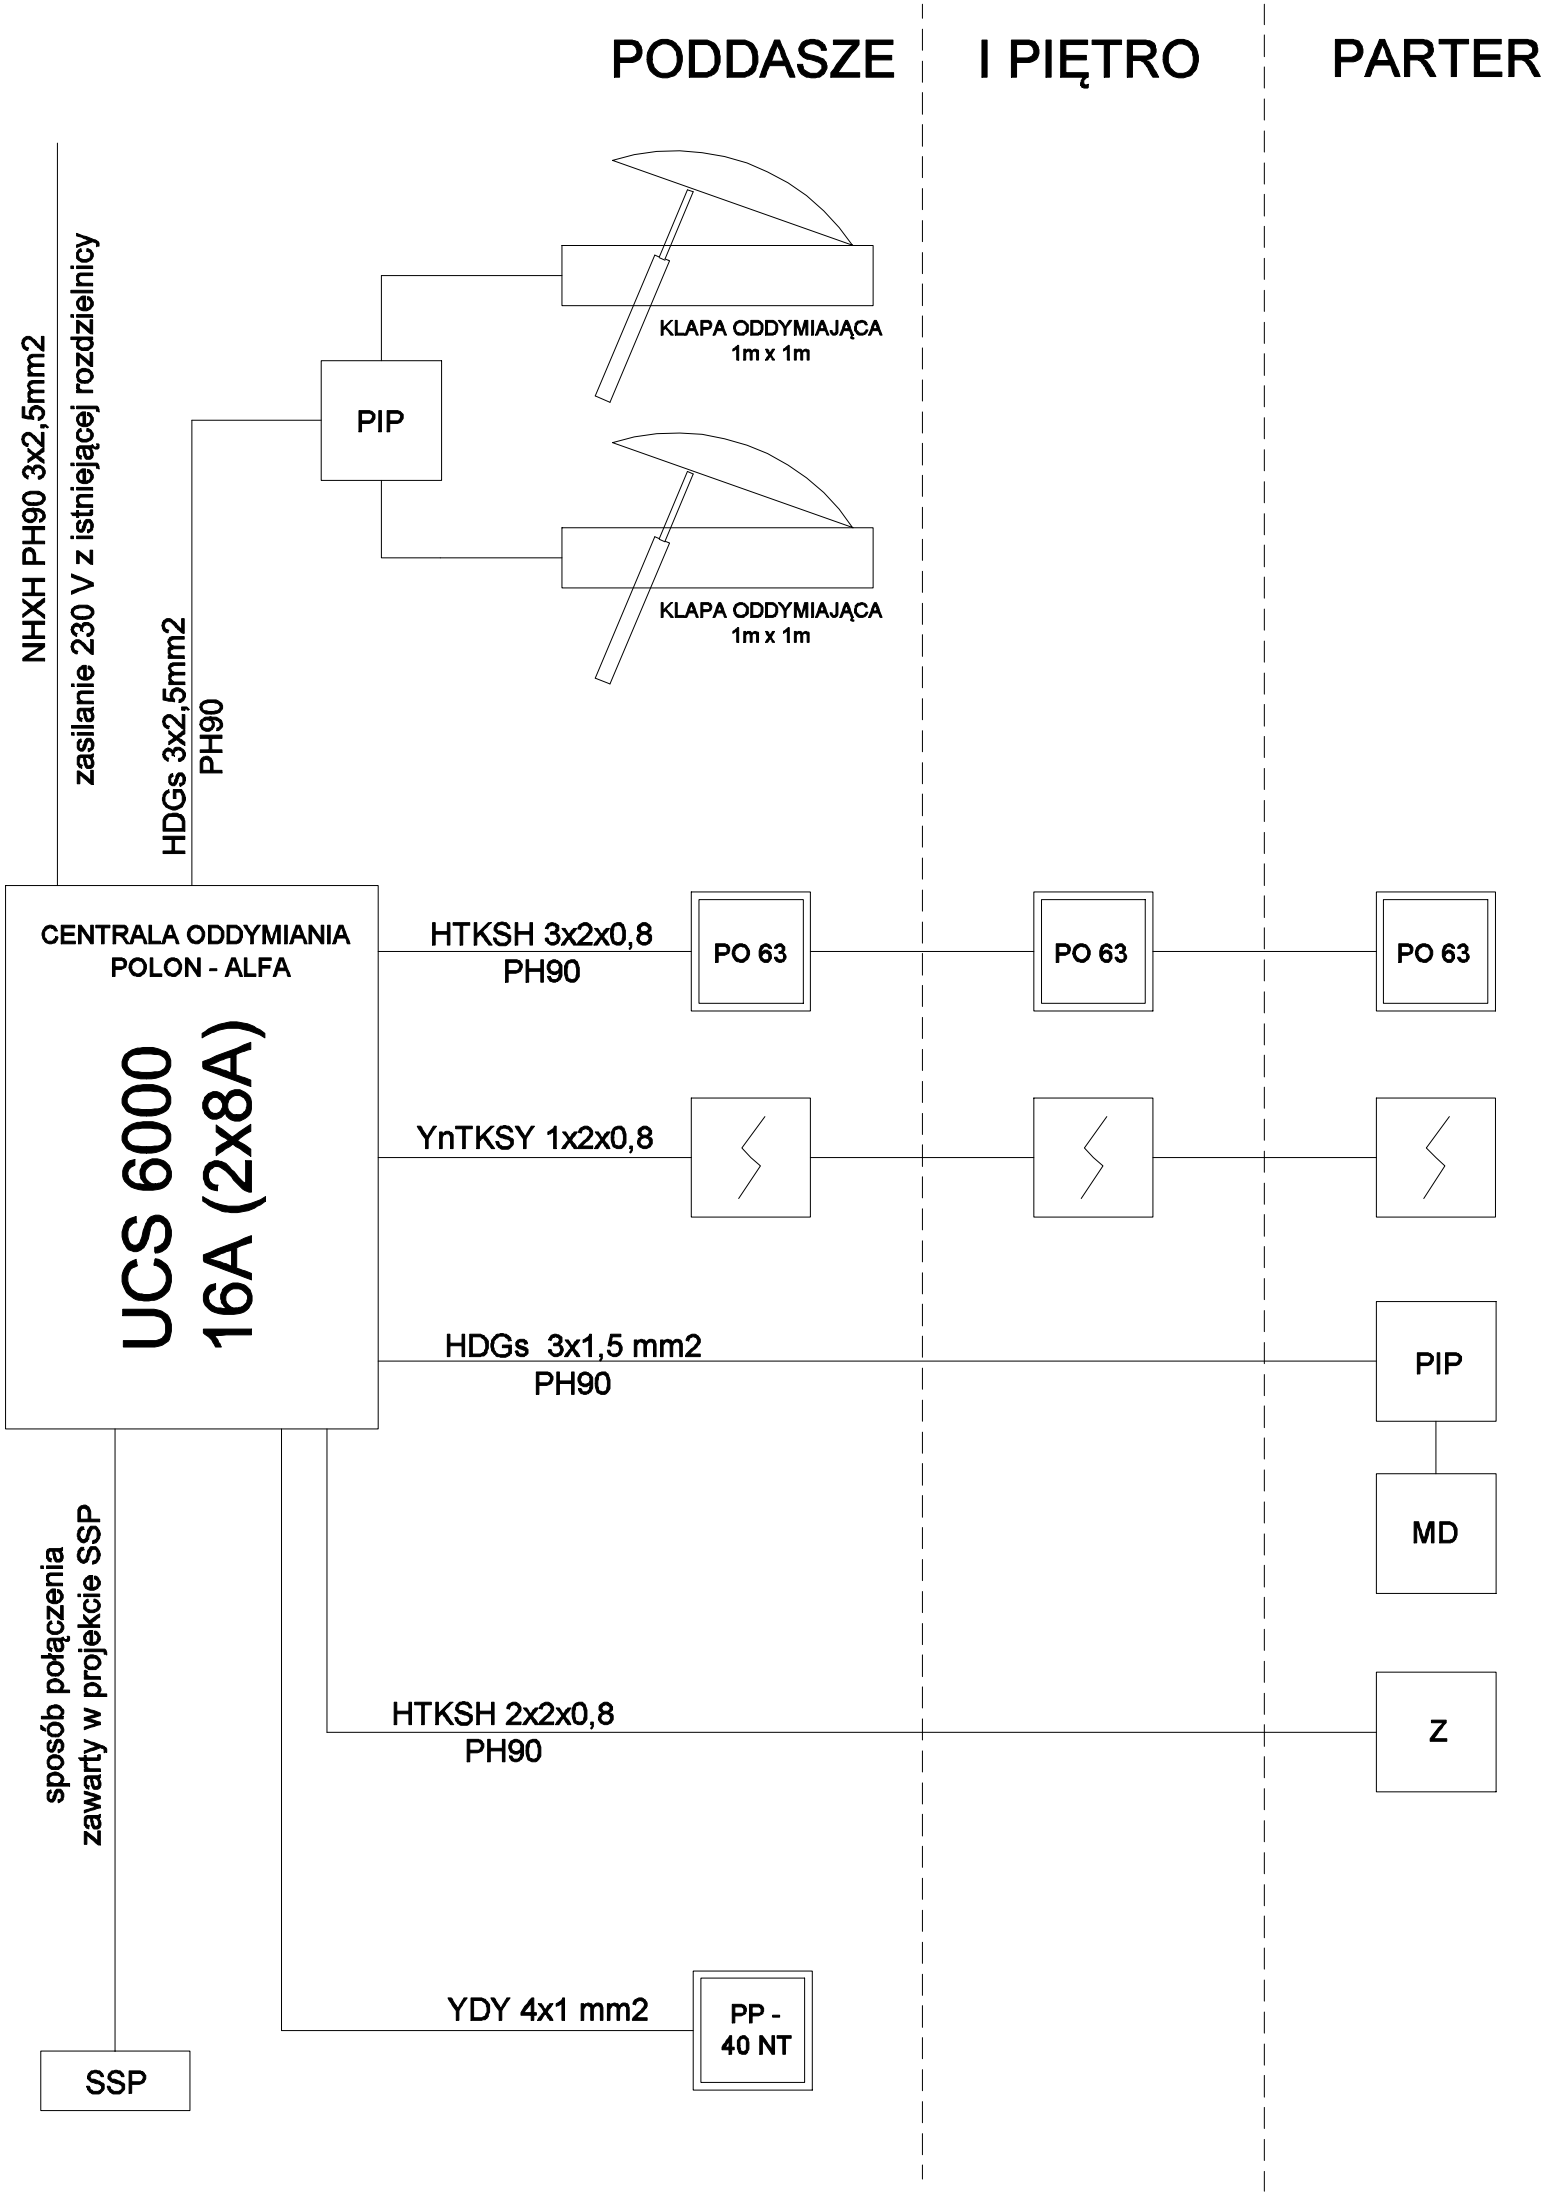 PODDASZE
I PIĘTRO
PARTER
NHXH PH90 3x2,5mm2
zasilanie 230 V z istniejącej rozdzielnicy
HDGs 3x2,5mm2
PH90
PIP
KLAPA ODDYMIAJĄCA
1m x 1m
KLAPA ODDYMIAJĄCA
1m x 1m
CENTRALA ODDYMIANIA
POLON - ALFA
UCS 6000
16A (2x8A)
HTKSH 3x2x0,8
PH90
PO 63
PO 63
PO 63
YnTKSY 1x2x0,8
HDGs 3x1,5 mm2
PH90
PIP
MD
HTKSH 2x2x0,8
PH90
Z
sposób połączenia
zawarty w projekcie SSP
SSP
YDY 4x1 mm2
PP -
40 NT